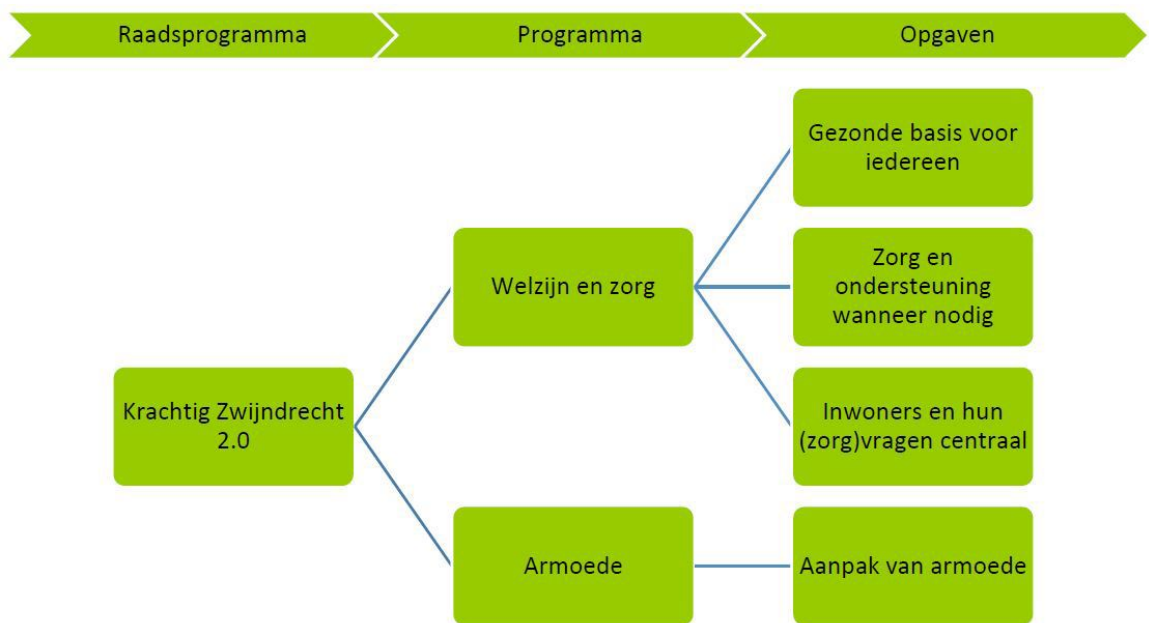 Raadsprogramma
Programma
Opgaven
Gezonde basis voor
iedereen
Welzijn en zorg
Zorg en
ondersteuning
wanneer nodig
Krachtig Zwijndrecht
2.0
Inwoners en hun
(zorg)vragen centraal
Armoede
Aanpak van armoede